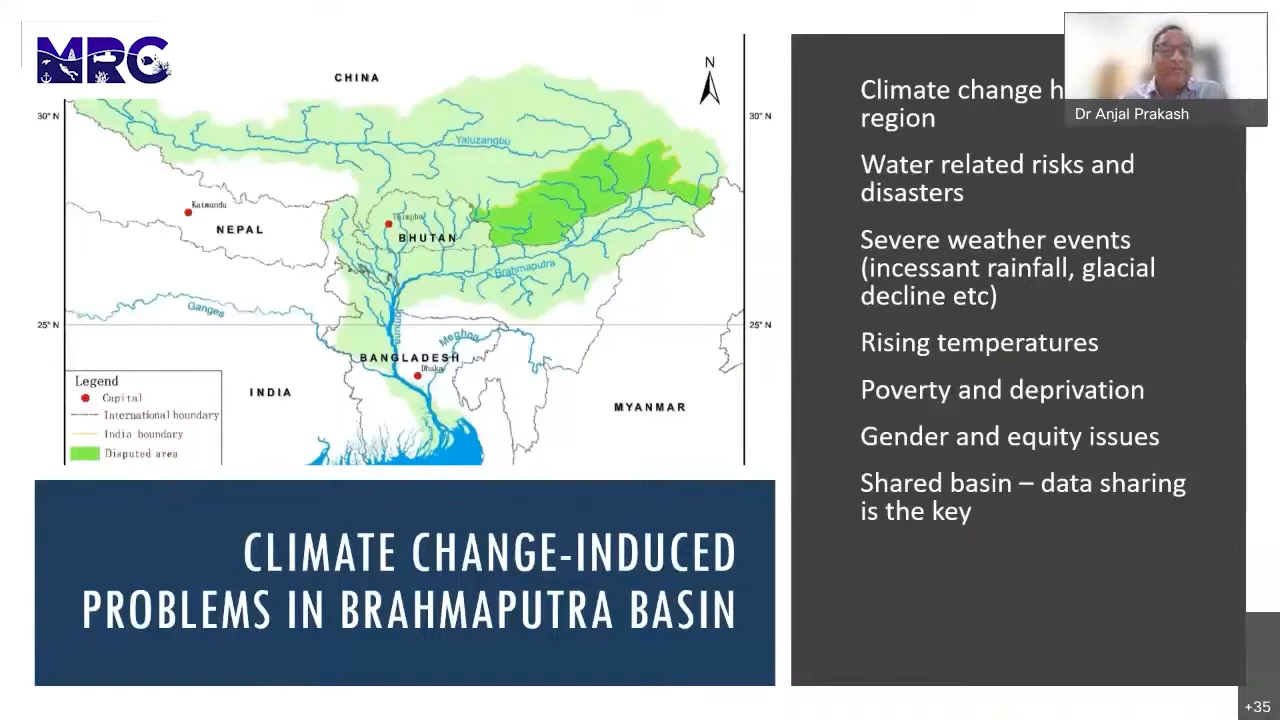 MRC
CHINA
N
30° N
30° N
Yaluzangbu
Katmandu
NEPAL
BHUTAN
Brahmaputra
Ganges
25° N
25° N
Meghna
BANGLADESH
Dhaka
INDIA
MYANMAR
Legend
Capital
International boundary
India boundary
Disputed area
CLIMATE CHANGE-INDUCED
PROBLEMS IN BRAHMAPUTRA BASIN
Climate change h
region
Water related risks and
disasters
Severe weather events
(incessant rainfall, glacial
decline etc)
Rising temperatures
Poverty and deprivation
Gender and equity issues
Shared basin – data sharing
is the key
Dr Anjal Prakash
+35